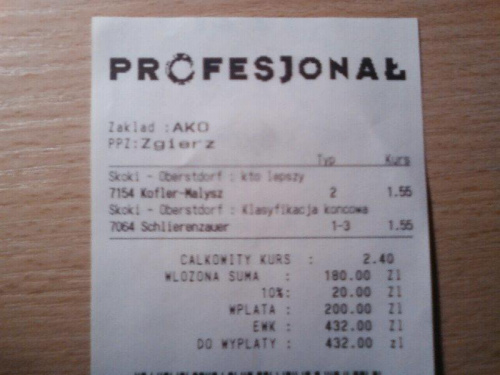 PROFESJONAŁ
Zaklad :AKO
PPZ:Zgierz
Typ Kurs
Skoki - Oberstdorf : kto lepszy
7154 Kofler-Malysz 2 1.55
Skoki - Oberstdorf : Klasyfikacja koncowa
7064 Schlierenzauer 1-3 1.55
CALKOWITY KURS : 2.40
WLOZONA SUMA : 180.00 Zl
10%: 20.00 Zl
WPLATA : 200.00 Zl
EWK : 432.00 Zl
DO WYPLATY : 432.00 zl